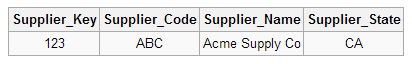 Supplier_Key Supplier_Code Supplier_Name Supplier_State
123 ABC Acme Supply Co CA